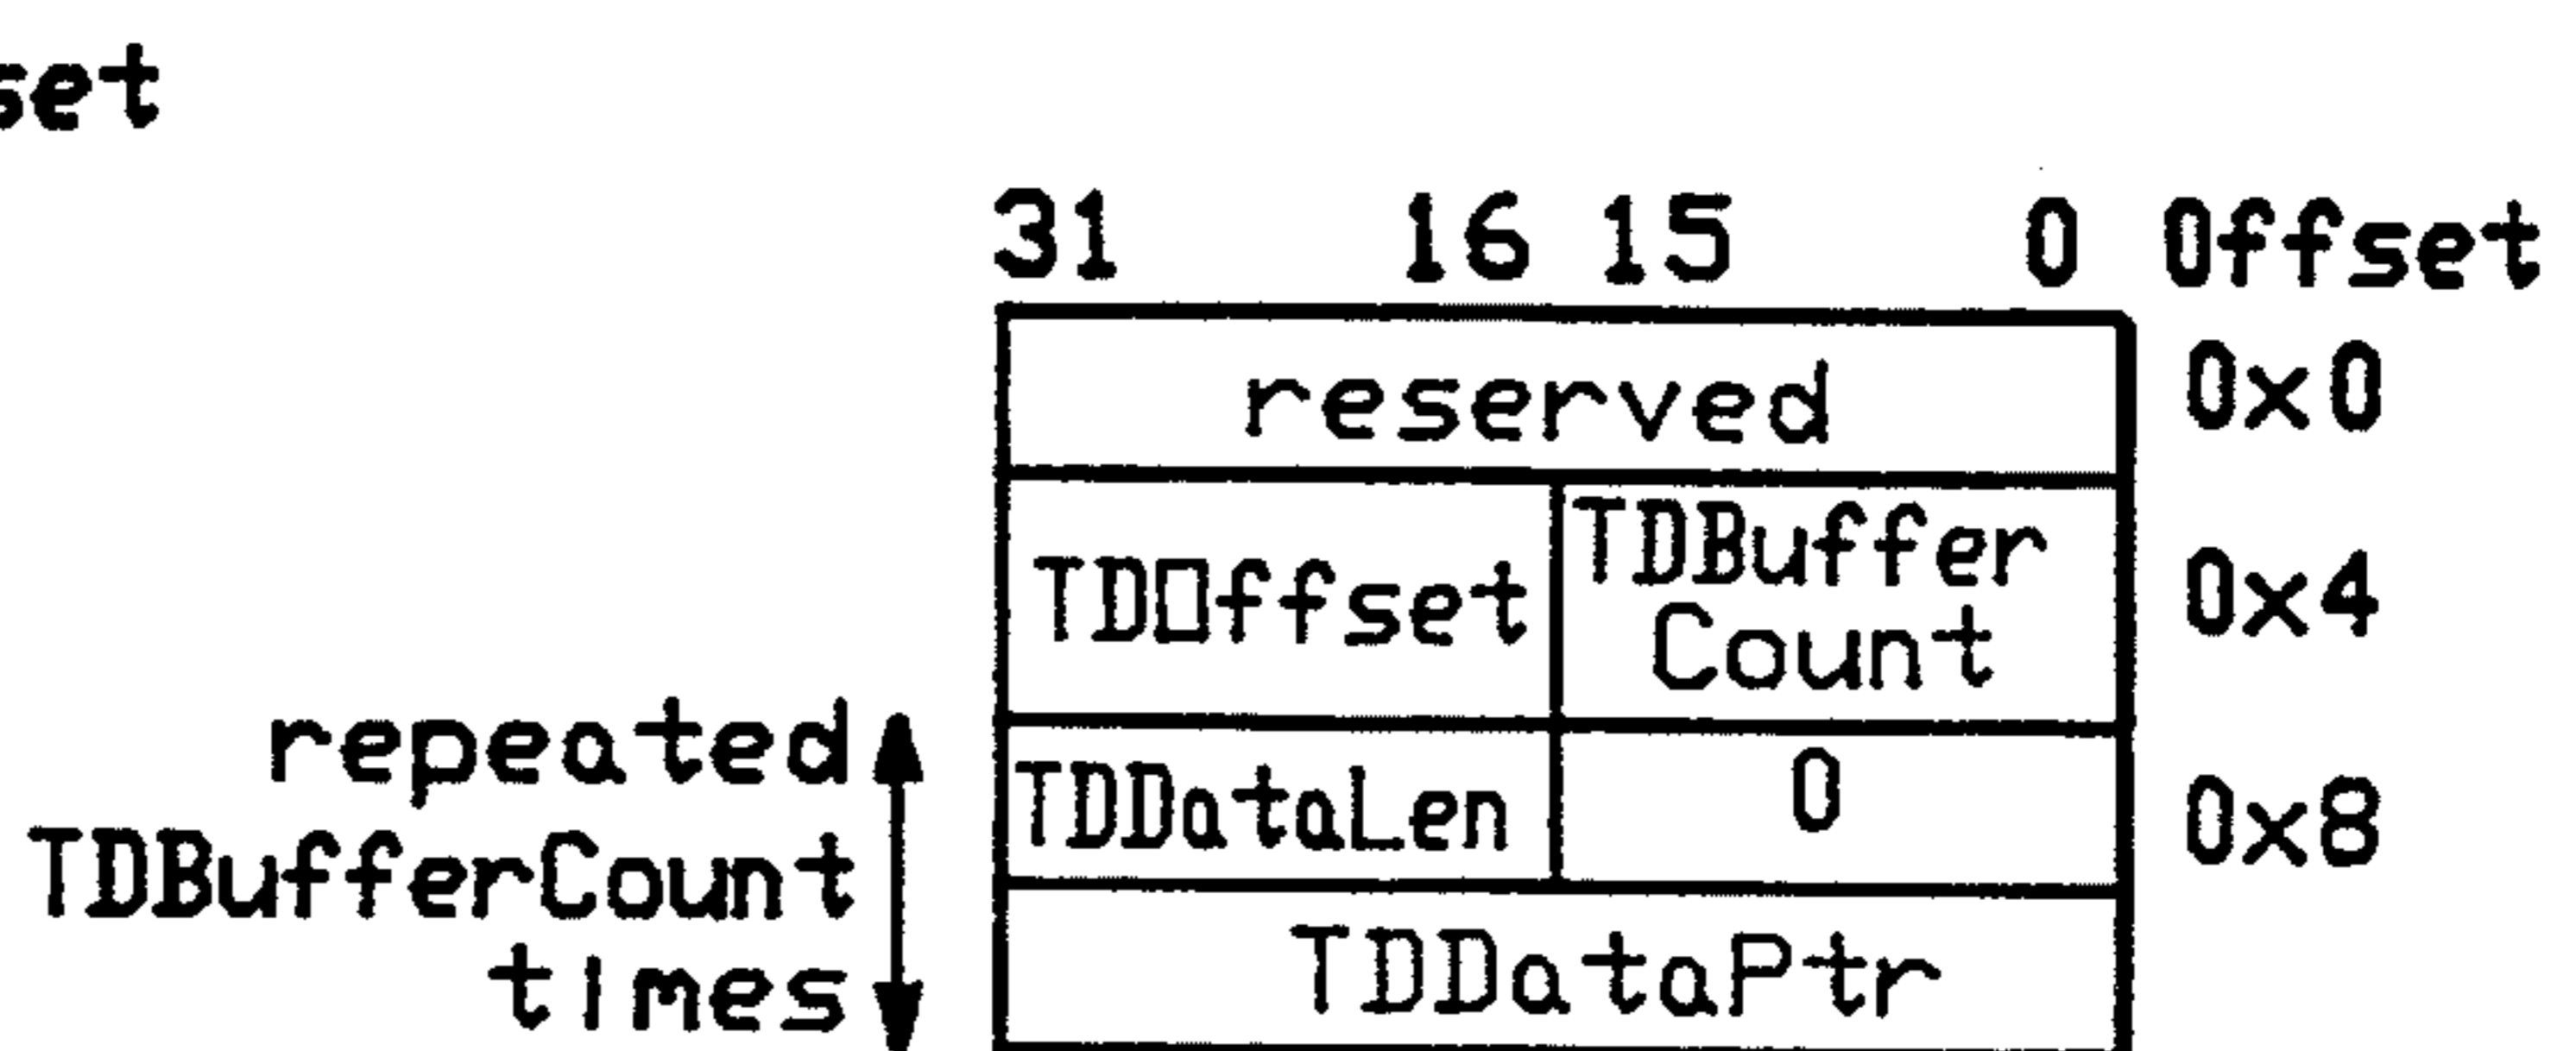 set
31 16 15 0 Offset
reserved 0x0
TDOffset TDBuffer Count 0x4
repeated
TDDataLen 0 0x8
TDBufferCount
times
TDDataPtr